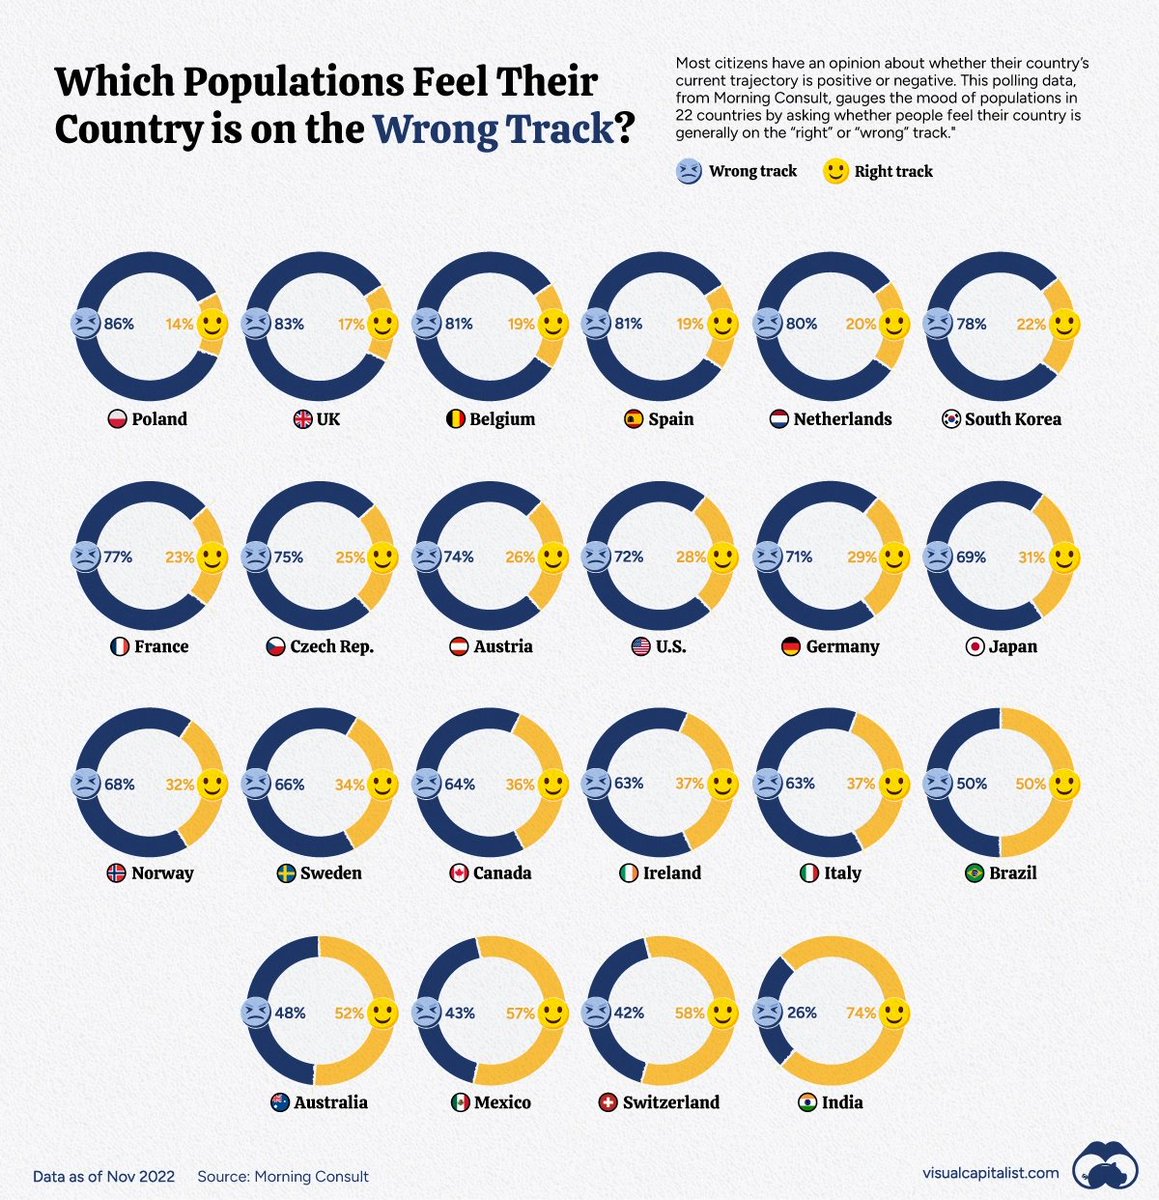 Which Populations Feel Their
Country is on the Wrong Track?
Most citizens have an opinion about whether their country's
current trajectory is positive or negative. This polling data,
from Morning Consult, gauges the mood of populations in
22 countries by asking whether people feel their country is
generally on the “right” or “wrong” track."
Wrong track Right track
86% 14% 83% 17% 81% 19% 81% 19% 80% 20% 78% 22%
Poland UK Belgium Spain Netherlands South Korea
77% 23% 75% 25% 74% 26% 72% 28% 71% 29% 69% 31%
France Czech Rep. Austria U.S. Germany Japan
68% 32% 66% 34% 64% 36% 63% 37% 63% 37% 50% 50%
Norway Sweden Canada Ireland Italy Brazil
48% 52% 43% 57% 42% 58% 26% 74%
Australia Mexico Switzerland India
Data as of Nov 2022 Source: Morning Consult
visualcapitalist.com